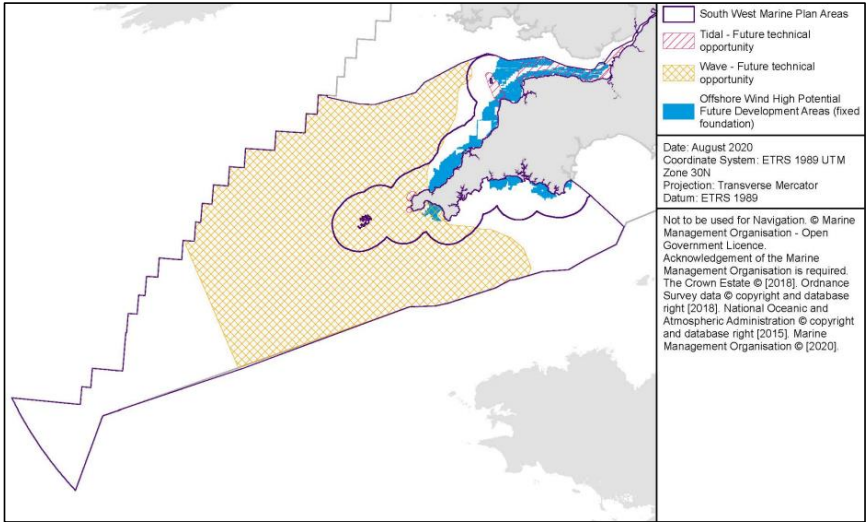 South West Marine Plan Areas
Tidal - Future technical
opportunity
Wave - Future technical
opportunity
Offshore Wind High Potential
Future Development Areas (fixed
foundation)
Date: August 2020
Coordinate System: ETRS 1989 UTM
Zone 30N
Projection: Transverse Mercator
Datum: ETRS 1989
Not to be used for Navigation. © Marine
Management Organisation - Open
Government Licence.
Acknowledgement of the Marine
Management Organisation is required.
The Crown Estate © [2018]. Ordnance
Survey data © copyright and database
right [2018]. National Oceanic and
Atmospheric Administration © copyright
and database right [2015]. Marine
Management Organisation © [2020].